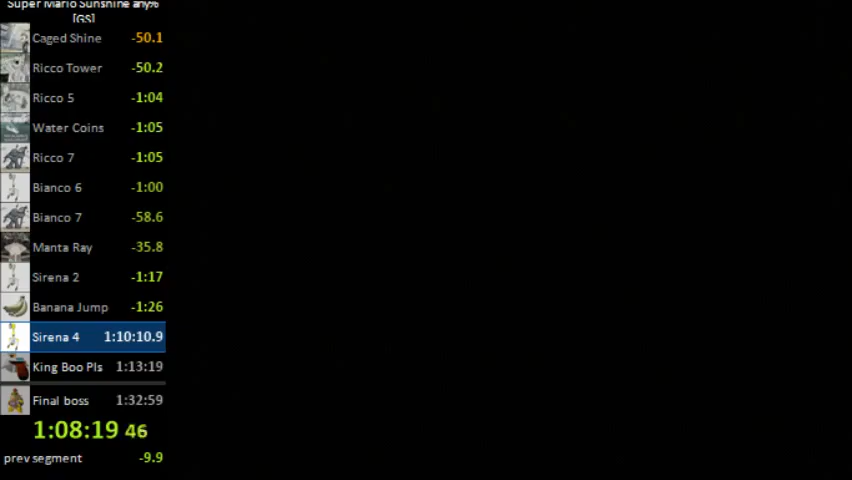 Super Mario Sunshine any%
[GS]
Caged Shine -50.1
Ricco Tower -50.2
Ricco 5 -1:04
Water Coins -1:05
Ricco 7 -1:05
Bianco 6 -1:00
Bianco 7 -58.6
Manta Ray -35.8
Sirena 2 -1:17
Banana Jump -1:26
Sirena 4 1:10:10.9
King Boo Pls 1:13:19
Final boss 1:32:59
1:08:19 46
prev segment -9.9